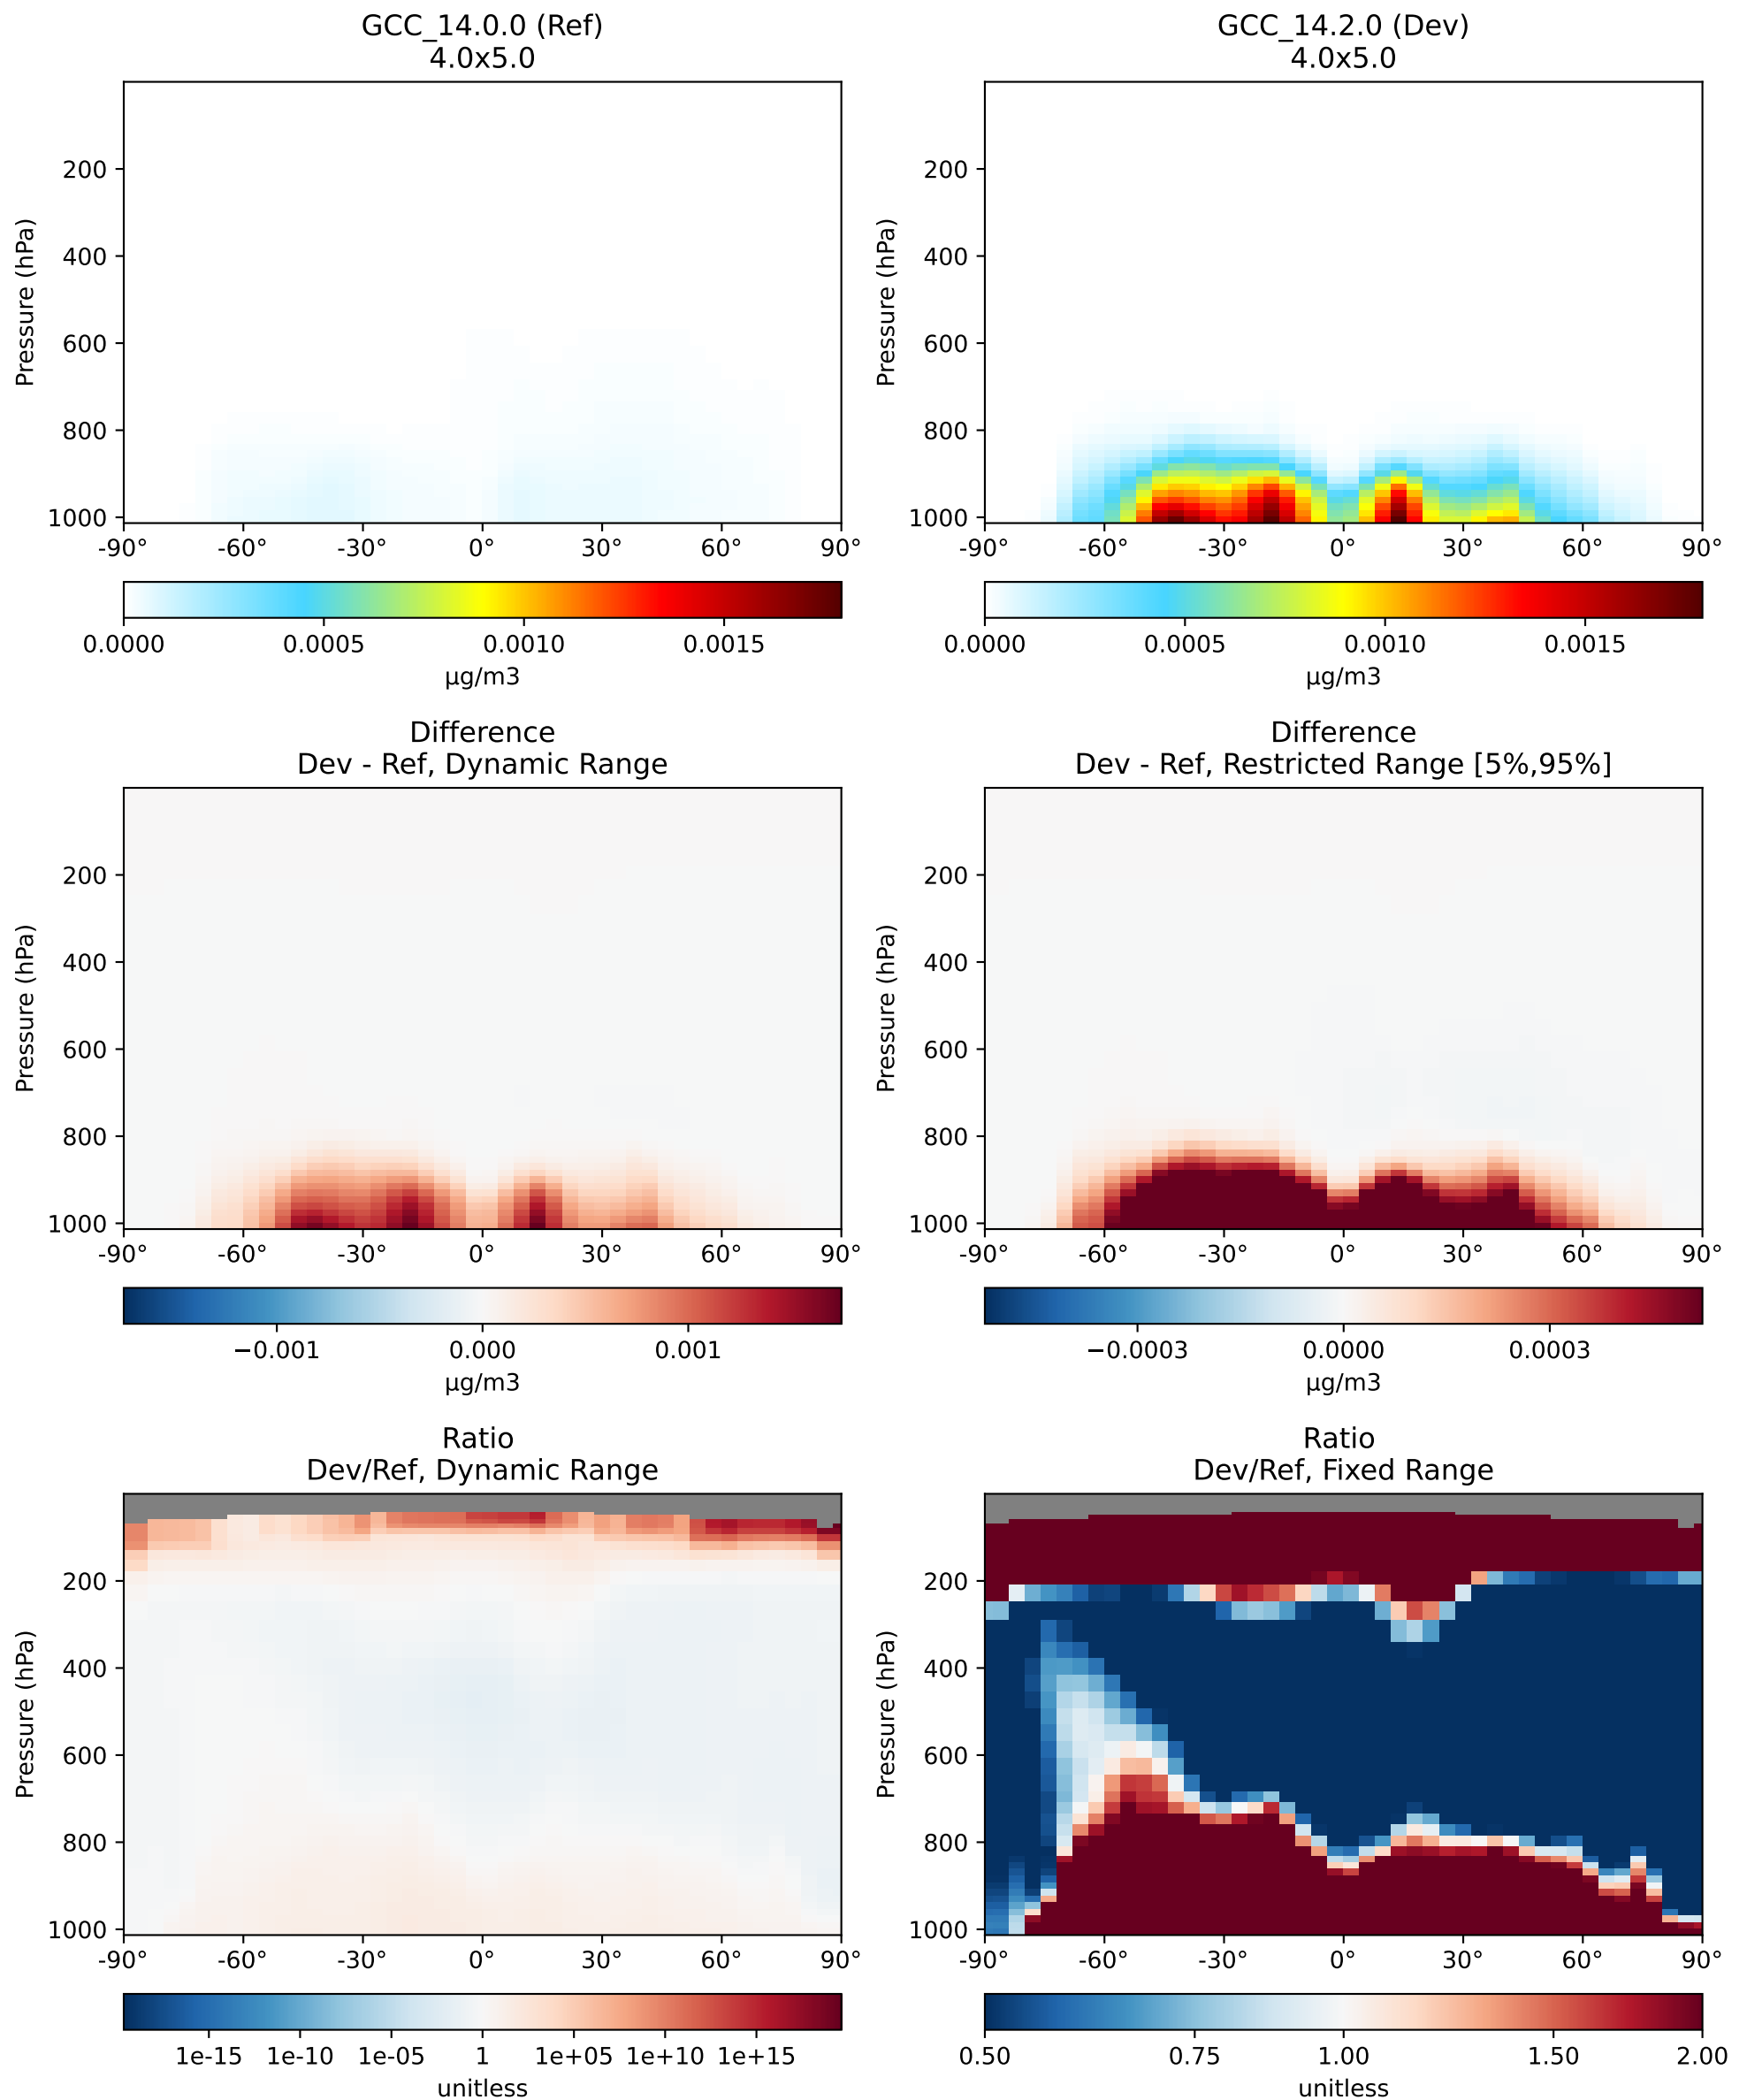 GCC_14.0.0 (Ref)
4.0x5.0
Pressure (hPa)
200
400
600
800
1000
-90° -60° -30° 0° 30° 60° 90°
0.0000 0.0005 0.0010 0.0015
μg/m3
GCC_14.2.0 (Dev)
4.0x5.0
Pressure (hPa)
200
400
600
800
1000
-90° -60° -30° 0° 30° 60° 90°
0.0000 0.0005 0.0010 0.0015
μg/m3
Difference
Dev - Ref, Dynamic Range
Pressure (hPa)
200
400
600
800
1000
-90° -60° -30° 0° 30° 60° 90°
−0.001 0.000 0.001
μg/m3
Difference
Dev - Ref, Restricted Range [5%,95%]
Pressure (hPa)
200
400
600
800
1000
-90° -60° -30° 0° 30° 60° 90°
−0.0003 0.0000 0.0003
μg/m3
Ratio
Dev/Ref, Dynamic Range
Pressure (hPa)
200
400
600
800
1000
-90° -60° -30° 0° 30° 60° 90°
1e-15 1e-10 1e-05 1 1e+05 1e+10 1e+15
unitless
Ratio
Dev/Ref, Fixed Range
Pressure (hPa)
200
400
600
800
1000
-90° -60° -30° 0° 30° 60° 90°
0.50 0.75 1.00 1.50 2.00
unitless